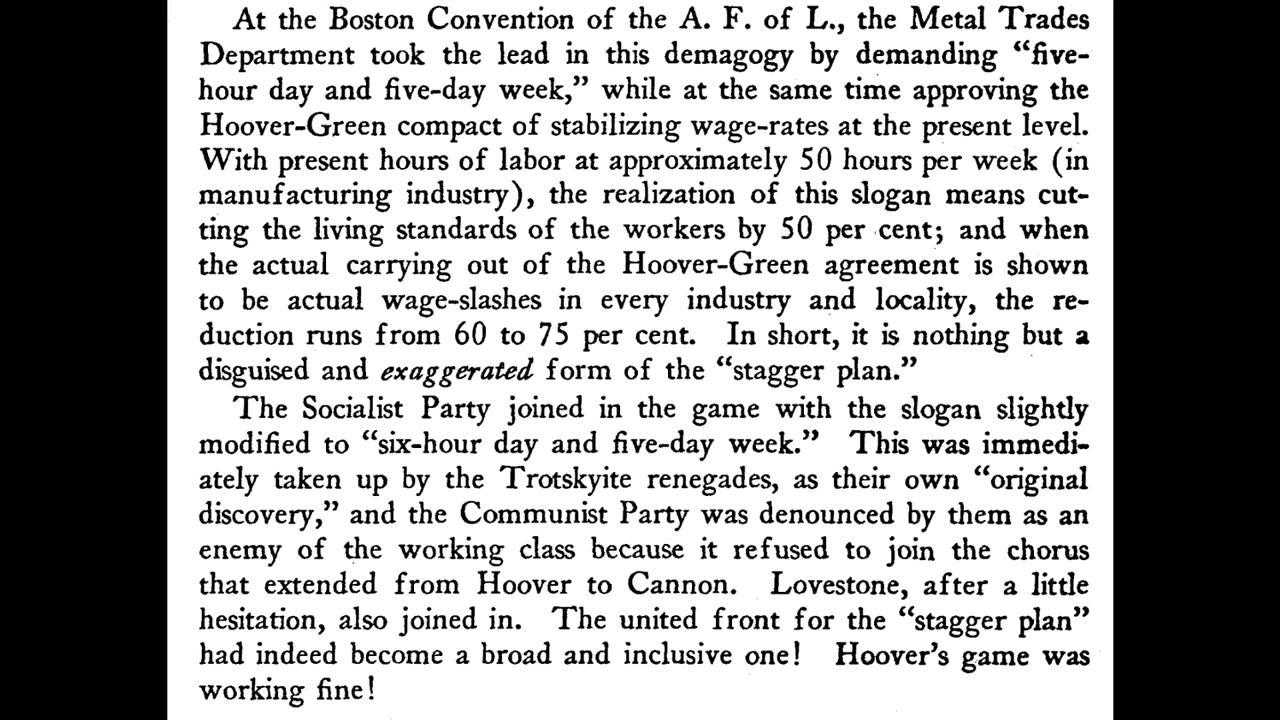 At the Boston Convention of the A. F. of L., the Metal Trades
Department took the lead in this demagogy by demanding “five-
hour day and five-day week,” while at the same time approving the
Hoover-Green compact of stabilizing wage-rates at the present level.
With present hours of labor at approximately 50 hours per week (in
manufacturing industry), the realization of this slogan means cut-
ting the living standards of the workers by 50 per cent; and when
the actual carrying out of the Hoover-Green agreement is shown
to be actual wage-slashes in every industry and locality, the re-
duction runs from 60 to 75 per cent. In short, it is nothing but a
disguised and exaggerated form of the “stagger plan.”
The Socialist Party joined in the game with the slogan slightly
modified to “six-hour day and five-day week.” This was immedi-
ately taken up by the Trotskyite renegades, as their own “original
discovery,” and the Communist Party was denounced by them as an
enemy of the working class because it refused to join the chorus
that extended from Hoover to Cannon. Lovestone, after a little
hesitation, also joined in. The united front for the “stagger plan”
had indeed become a broad and inclusive one! Hoover’s game was
working fine!